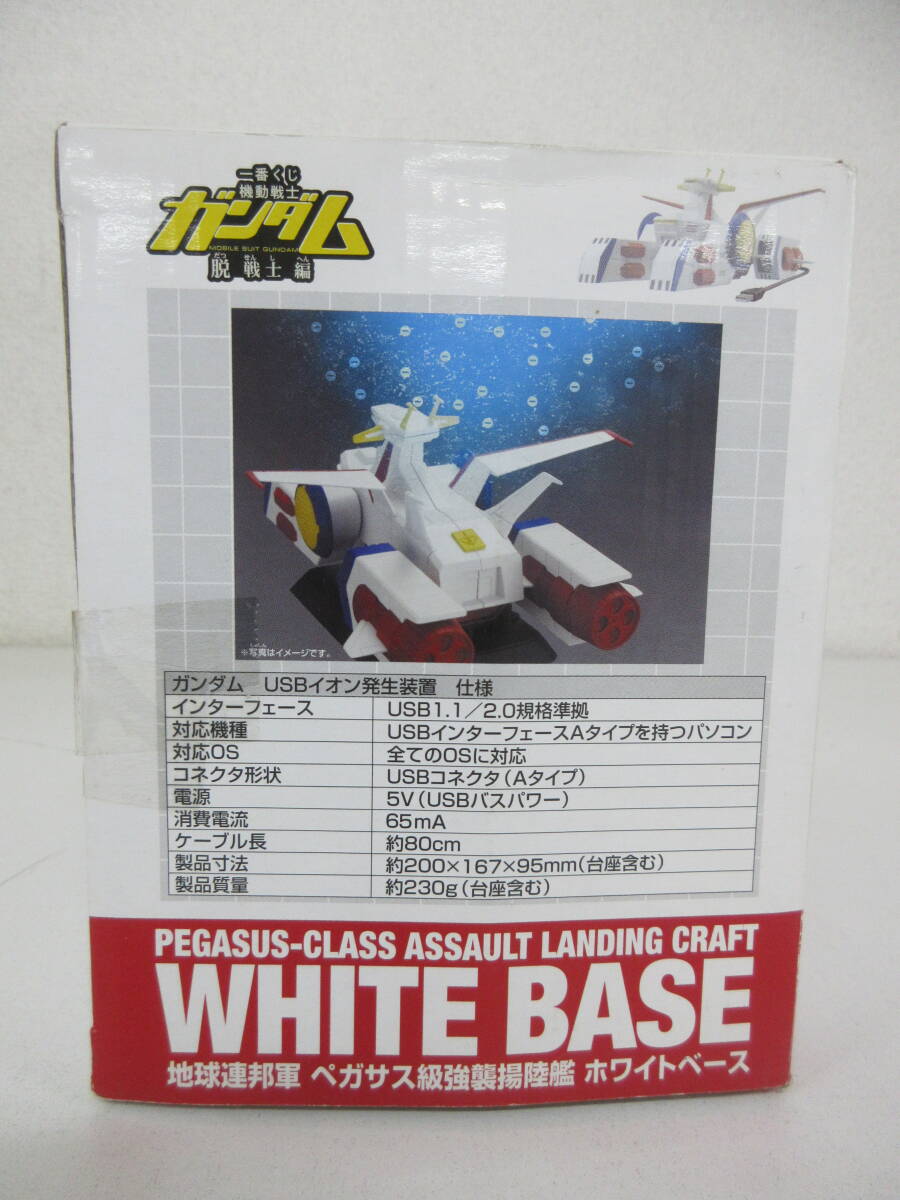 一番くじ
機動戦士
ガンダム
MOBILE SUIT GUNDAM
だつ せんし へん
脱 戦士 編
※写真はイメージです。
ガンダム USBイオン発生装置 仕様
インターフェース USB1.1／2.0規格準拠
対応機種 USBインターフェースAタイプを持つパソコン
対応OS 全てのOSに対応
コネクタ形状 USBコネクタ（Aタイプ）
電源 5V（USBバスパワー）
消費電流 65mA
ケーブル長 約80cm
製品寸法 約200×167×95mm（台座含む）
製品質量 約230g（台座含む）
PEGASUS-CLASS ASSAULT LANDING CRAFT
WHITE BASE
地球連邦軍 ペガサス級強襲揚陸艦 ホワイトベース